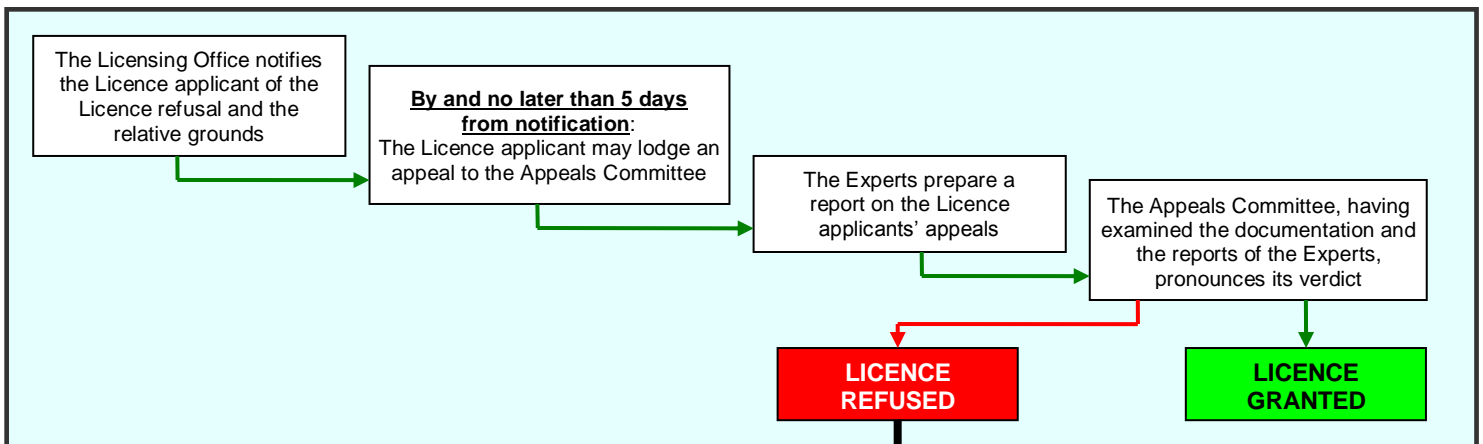 The Licensing Office notifies
the Licence applicant of the
Licence refusal and the
relative grounds
By and no later than 5 days
from notification:
The Licence applicant may lodge an
appeal to the Appeals Committee
The Experts prepare a
report on the Licence
applicants’ appeals
The Appeals Committee, having
examined the documentation and
the reports of the Experts,
pronounces its verdict
LICENCE
REFUSED
LICENCE
GRANTED